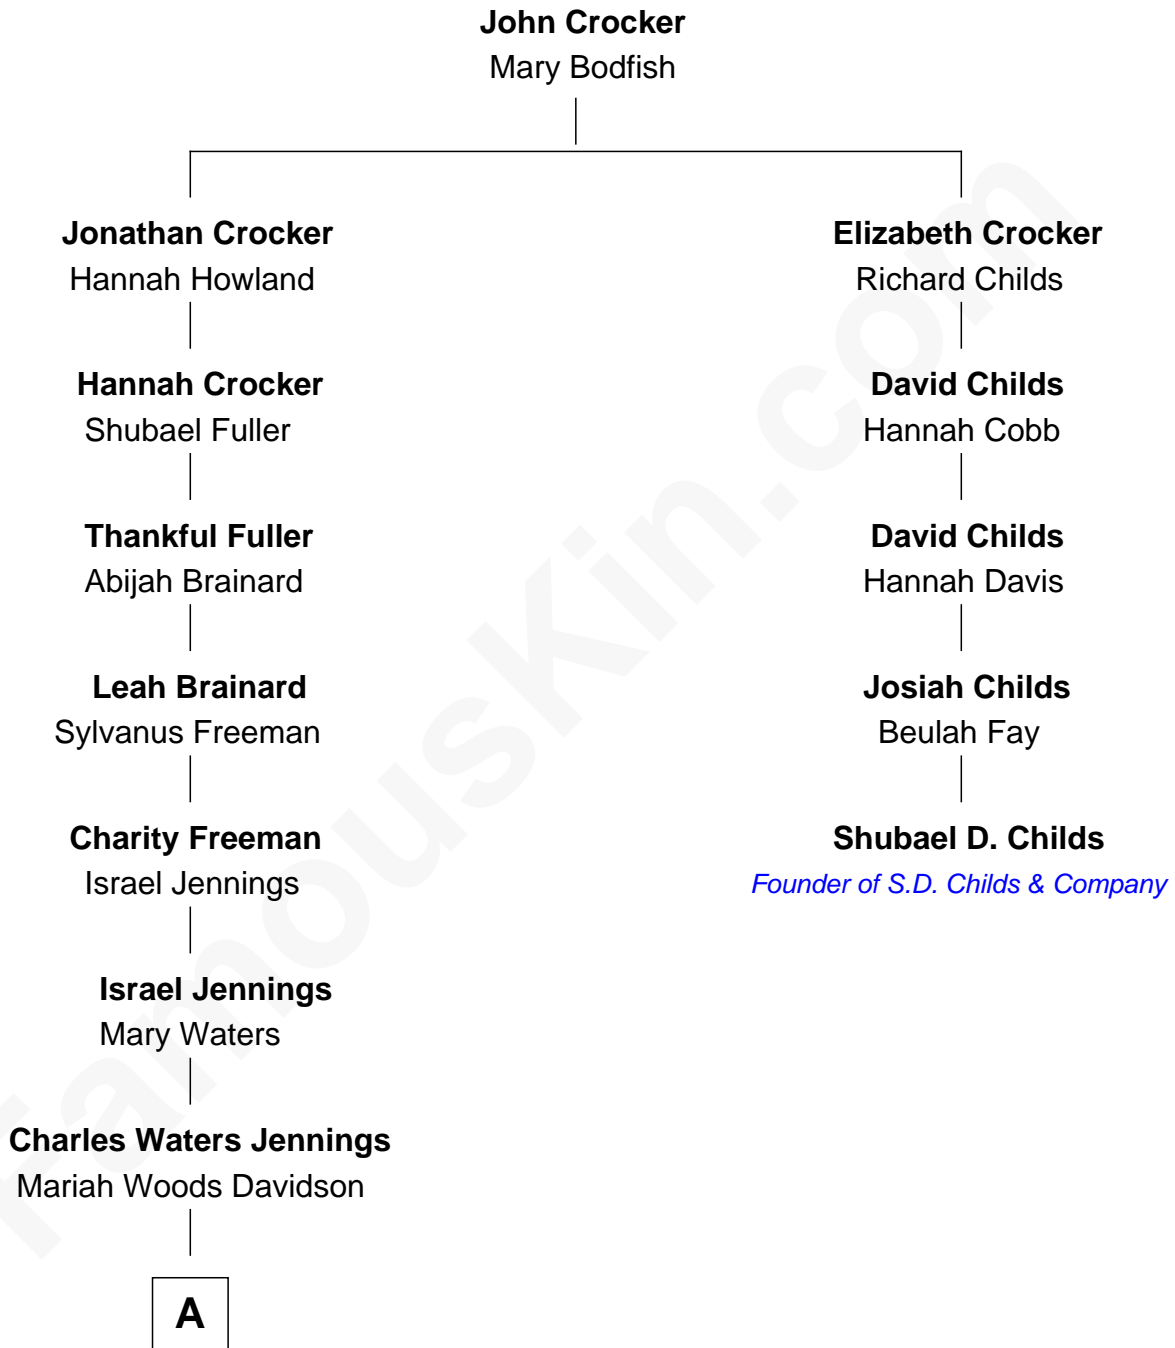 John Crocker
Mary Bodfish
Jonathan Crocker
Hannah Howland
Elizabeth Crocker
Richard Childs
Hannah Crocker
Shubael Fuller
David Childs
Hannah Cobb
Thankful Fuller
Abijah Brainard
David Childs
Hannah Davis
Leah Brainard
Sylvanus Freeman
Josiah Childs
Beulah Fay
Charity Freeman
Israel Jennings
Shubael D. Childs
Founder of S.D. Childs & Company
Israel Jennings
Mary Waters
Charles Waters Jennings
Mariah Woods Davidson
A
FamousKin.com